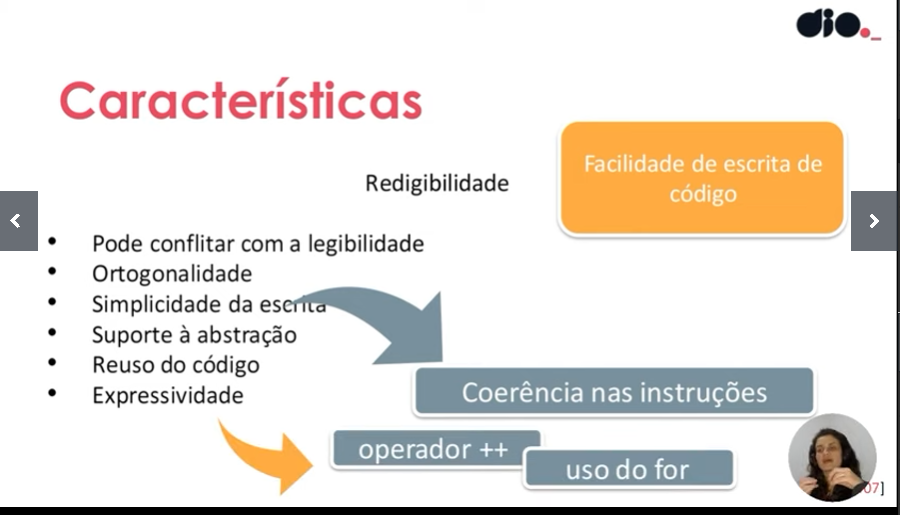 dio._
Características
Redigibilidade
Facilidade de escrita de
código
• Pode conflitar com a legibilidade
• Ortogonalidade
• Simplicidade da escrita
• Suporte à abstração
• Reuso do código
• Expressividade
Coerência nas instruções
operador ++
uso do for
07]